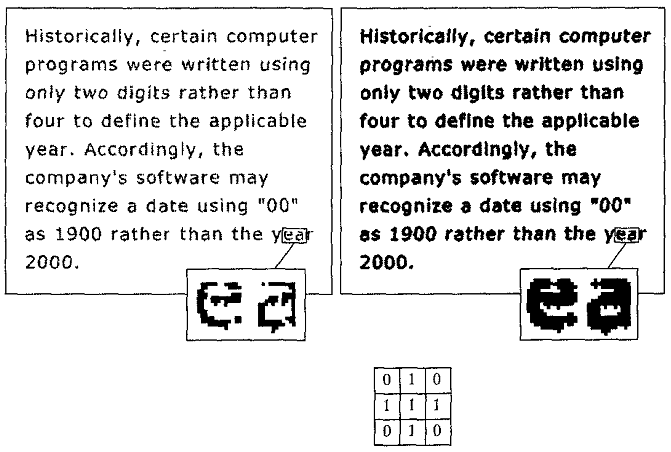 Historically, certain computer
programs were written using
only two digits rather than
four to define the applicable
year. Accordingly, the
company's software may
recognize a date using "00"
as 1900 rather than the year
2000.
ea
Historically, certain computer
programs were written using
only two digits rather than
four to define the applicable
year. Accordingly, the
company's software may
recognize a date using "00"
as 1900 rather than the year
2000.
ea
0 1 0
1 1 1
0 1 0